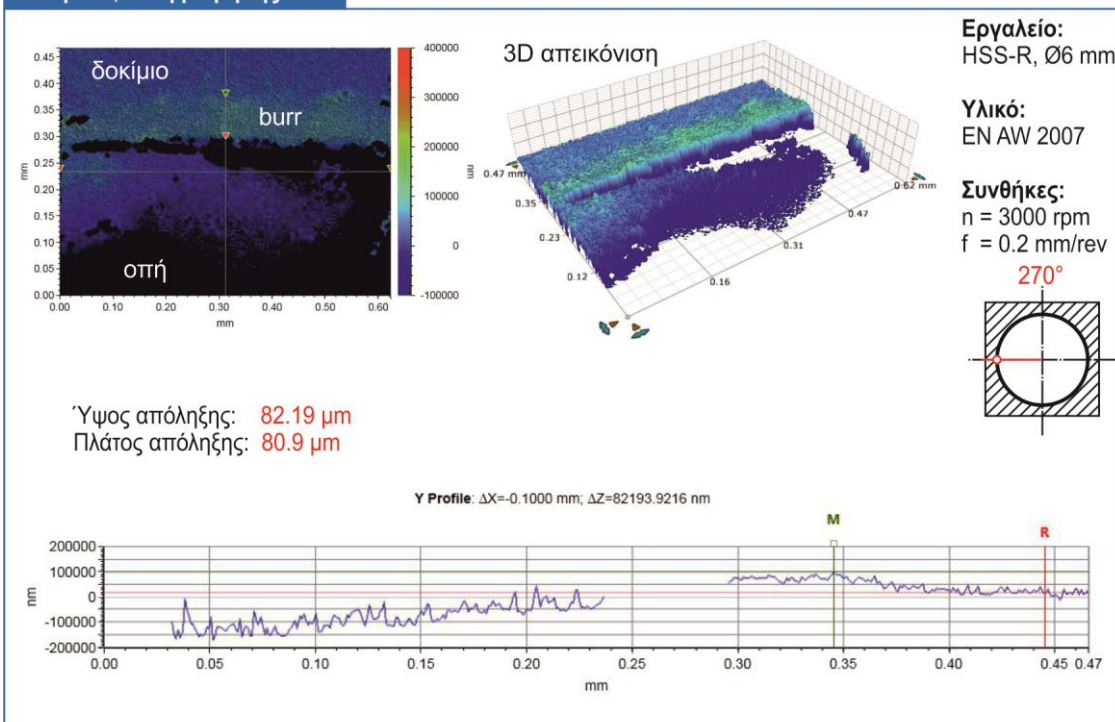 δοκίμιο
burr
οπή
0.45
0.40
0.35
0.30
0.25
0.20
0.15
0.10
0.05
0.00
mm
0.00 0.10 0.20 0.30 0.40 0.50
mm
400000
300000
200000
100000
0
-100000
nm
3D απεικόνιση
0.47 mm
0.35
0.23
0.12
0.16
0.31
0.47
0.62 mm
Εργαλείο:
HSS-R, Ø6 mm
Υλικό:
EN AW 2007
Συνθήκες:
n = 3000 rpm
f = 0.2 mm/rev
270°
Ύψος απόληξης: 82.19 μm
Πλάτος απόληξης: 80.9 μm
Y Profile: ΔX=-0.1000 mm; ΔZ=82193.9216 nm
M
R
200000
100000
0
-100000
-200000
nm
0.00 0.05 0.10 0.15 0.20 0.25 0.30 0.35 0.40 0.45 0.47
mm